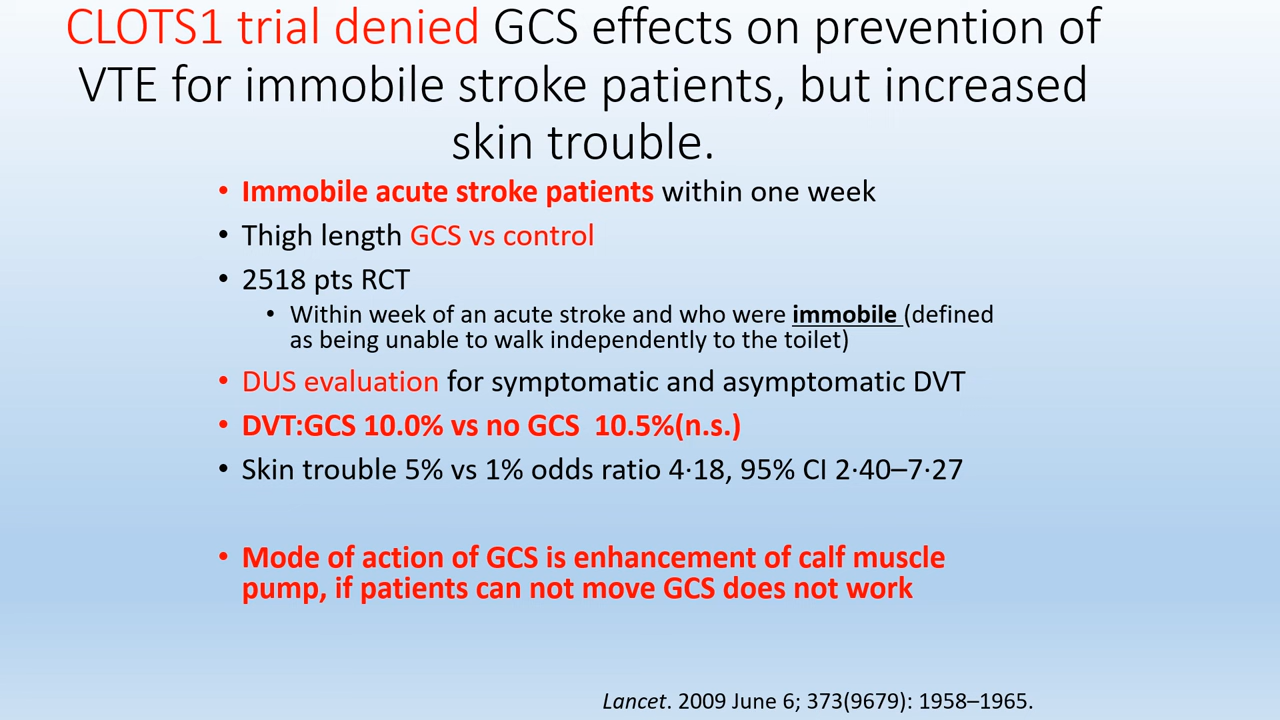 CLOTS1 trial denied GCS effects on prevention of
VTE for immobile stroke patients, but increased
skin trouble.
• Immobile acute stroke patients within one week
• Thigh length GCS vs control
• 2518 pts RCT
• Within week of an acute stroke and who were immobile (defined
as being unable to walk independently to the toilet)
• DUS evaluation for symptomatic and asymptomatic DVT
• DVT:GCS 10.0% vs no GCS  10.5%(n.s.)
• Skin trouble 5% vs 1% odds ratio 4·18, 95% CI 2·40–7·27
• Mode of action of GCS is enhancement of calf muscle
pump, if patients can not move GCS does not work
Lancet. 2009 June 6; 373(9679): 1958–1965.